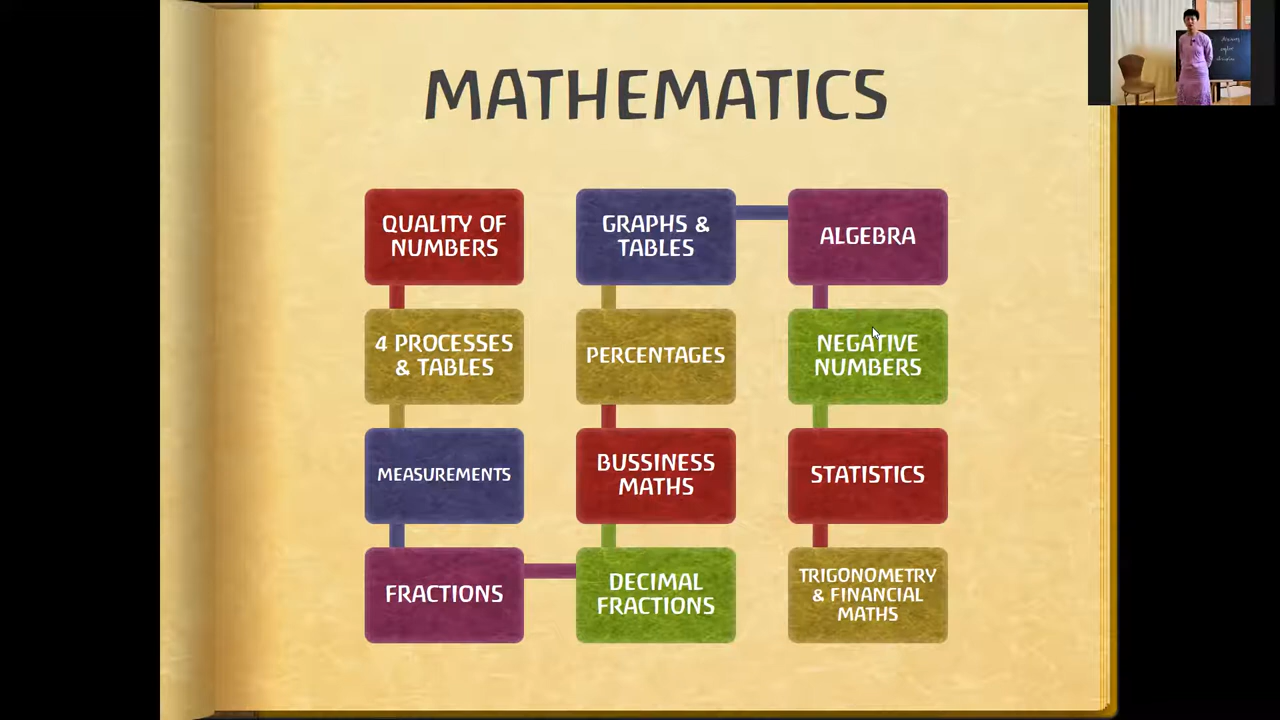 MATHEMATICS
QUALITY OF
NUMBERS
4 PROCESSES
& TABLES
MEASUREMENTS
FRACTIONS
DECIMAL
FRACTIONS
BUSSINESS
MATHS
PERCENTAGES
GRAPHS &
TABLES
ALGEBRA
NEGATIVE
NUMBERS
STATISTICS
TRIGONOMETRY
& FINANCIAL
MATHS